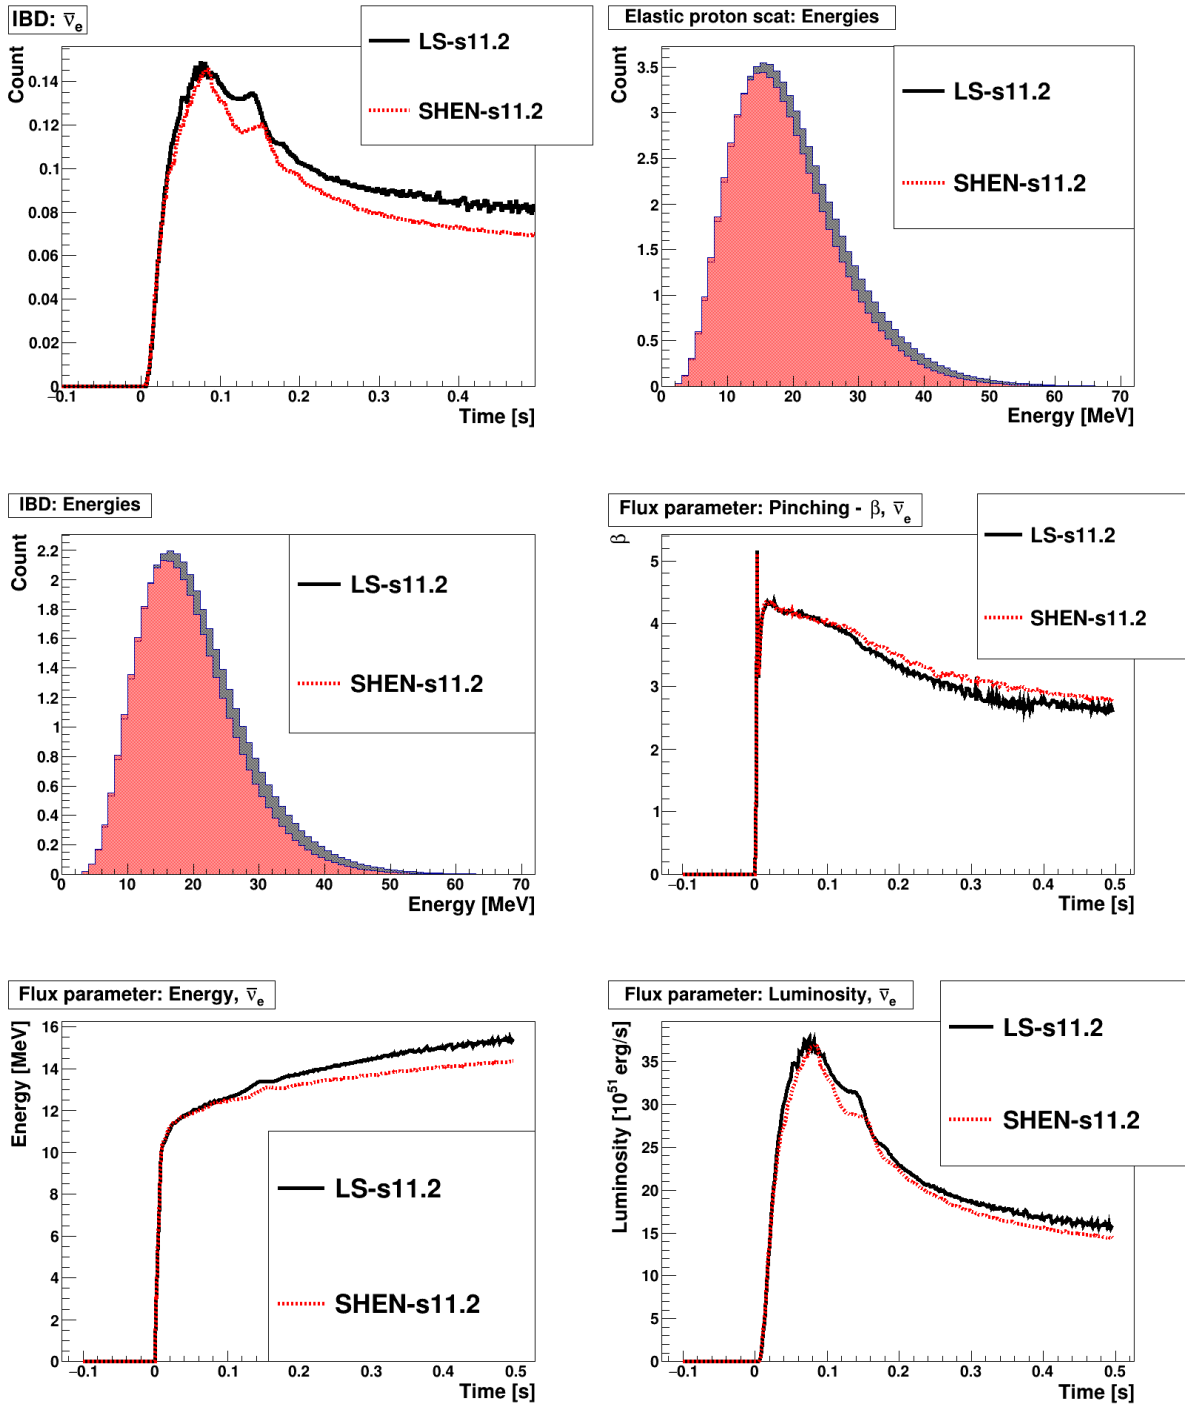 IBD: ν̅e
Count
LS-s11.2
SHEN-s11.2
0.14
0.12
0.1
0.08
0.06
0.04
0.02
0
−0.1 0 0.1 0.2 0.3 0.4
Time [s]
Elastic proton scat: Energies
Count
LS-s11.2
SHEN-s11.2
3.5
3
2.5
2
1.5
1
0.5
0
0 10 20 30 40 50 60 70
Energy [MeV]
IBD: Energies
Count
LS-s11.2
SHEN-s11.2
2.2
2
1.8
1.6
1.4
1.2
1
0.8
0.6
0.4
0.2
0
0 10 20 30 40 50 60 70
Energy [MeV]
Flux parameter: Pinching - β, ν̅e
β
LS-s11.2
SHEN-s11.2
5
4
3
2
1
0
−0.1 0 0.1 0.2 0.3 0.4 0.5
Time [s]
Flux parameter: Energy, ν̅e
Energy [MeV]
LS-s11.2
SHEN-s11.2
16
14
12
10
8
6
4
2
0
−0.1 0 0.1 0.2 0.3 0.4 0.5
Time [s]
Flux parameter: Luminosity, ν̅e
Luminosity [10⁵¹ erg/s]
LS-s11.2
SHEN-s11.2
35
30
25
20
15
10
5
0
−0.1 0 0.1 0.2 0.3 0.4 0.5
Time [s]